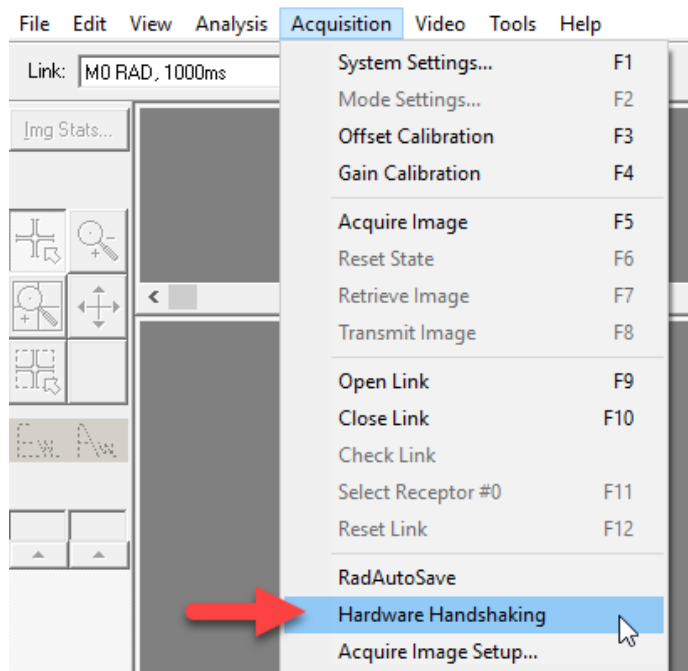 File Edit View Analysis Acquisition Video Tools Help
Link: M0 RAD, 1000ms
Img Stats...
System Settings... F1
Mode Settings... F2
Offset Calibration F3
Gain Calibration F4
Acquire Image F5
Reset State F6
Retrieve Image F7
Transmit Image F8
Open Link F9
Close Link F10
Check Link
Select Receptor #0 F11
Reset Link F12
RadAutoSave
Hardware Handshaking
Acquire Image Setup...